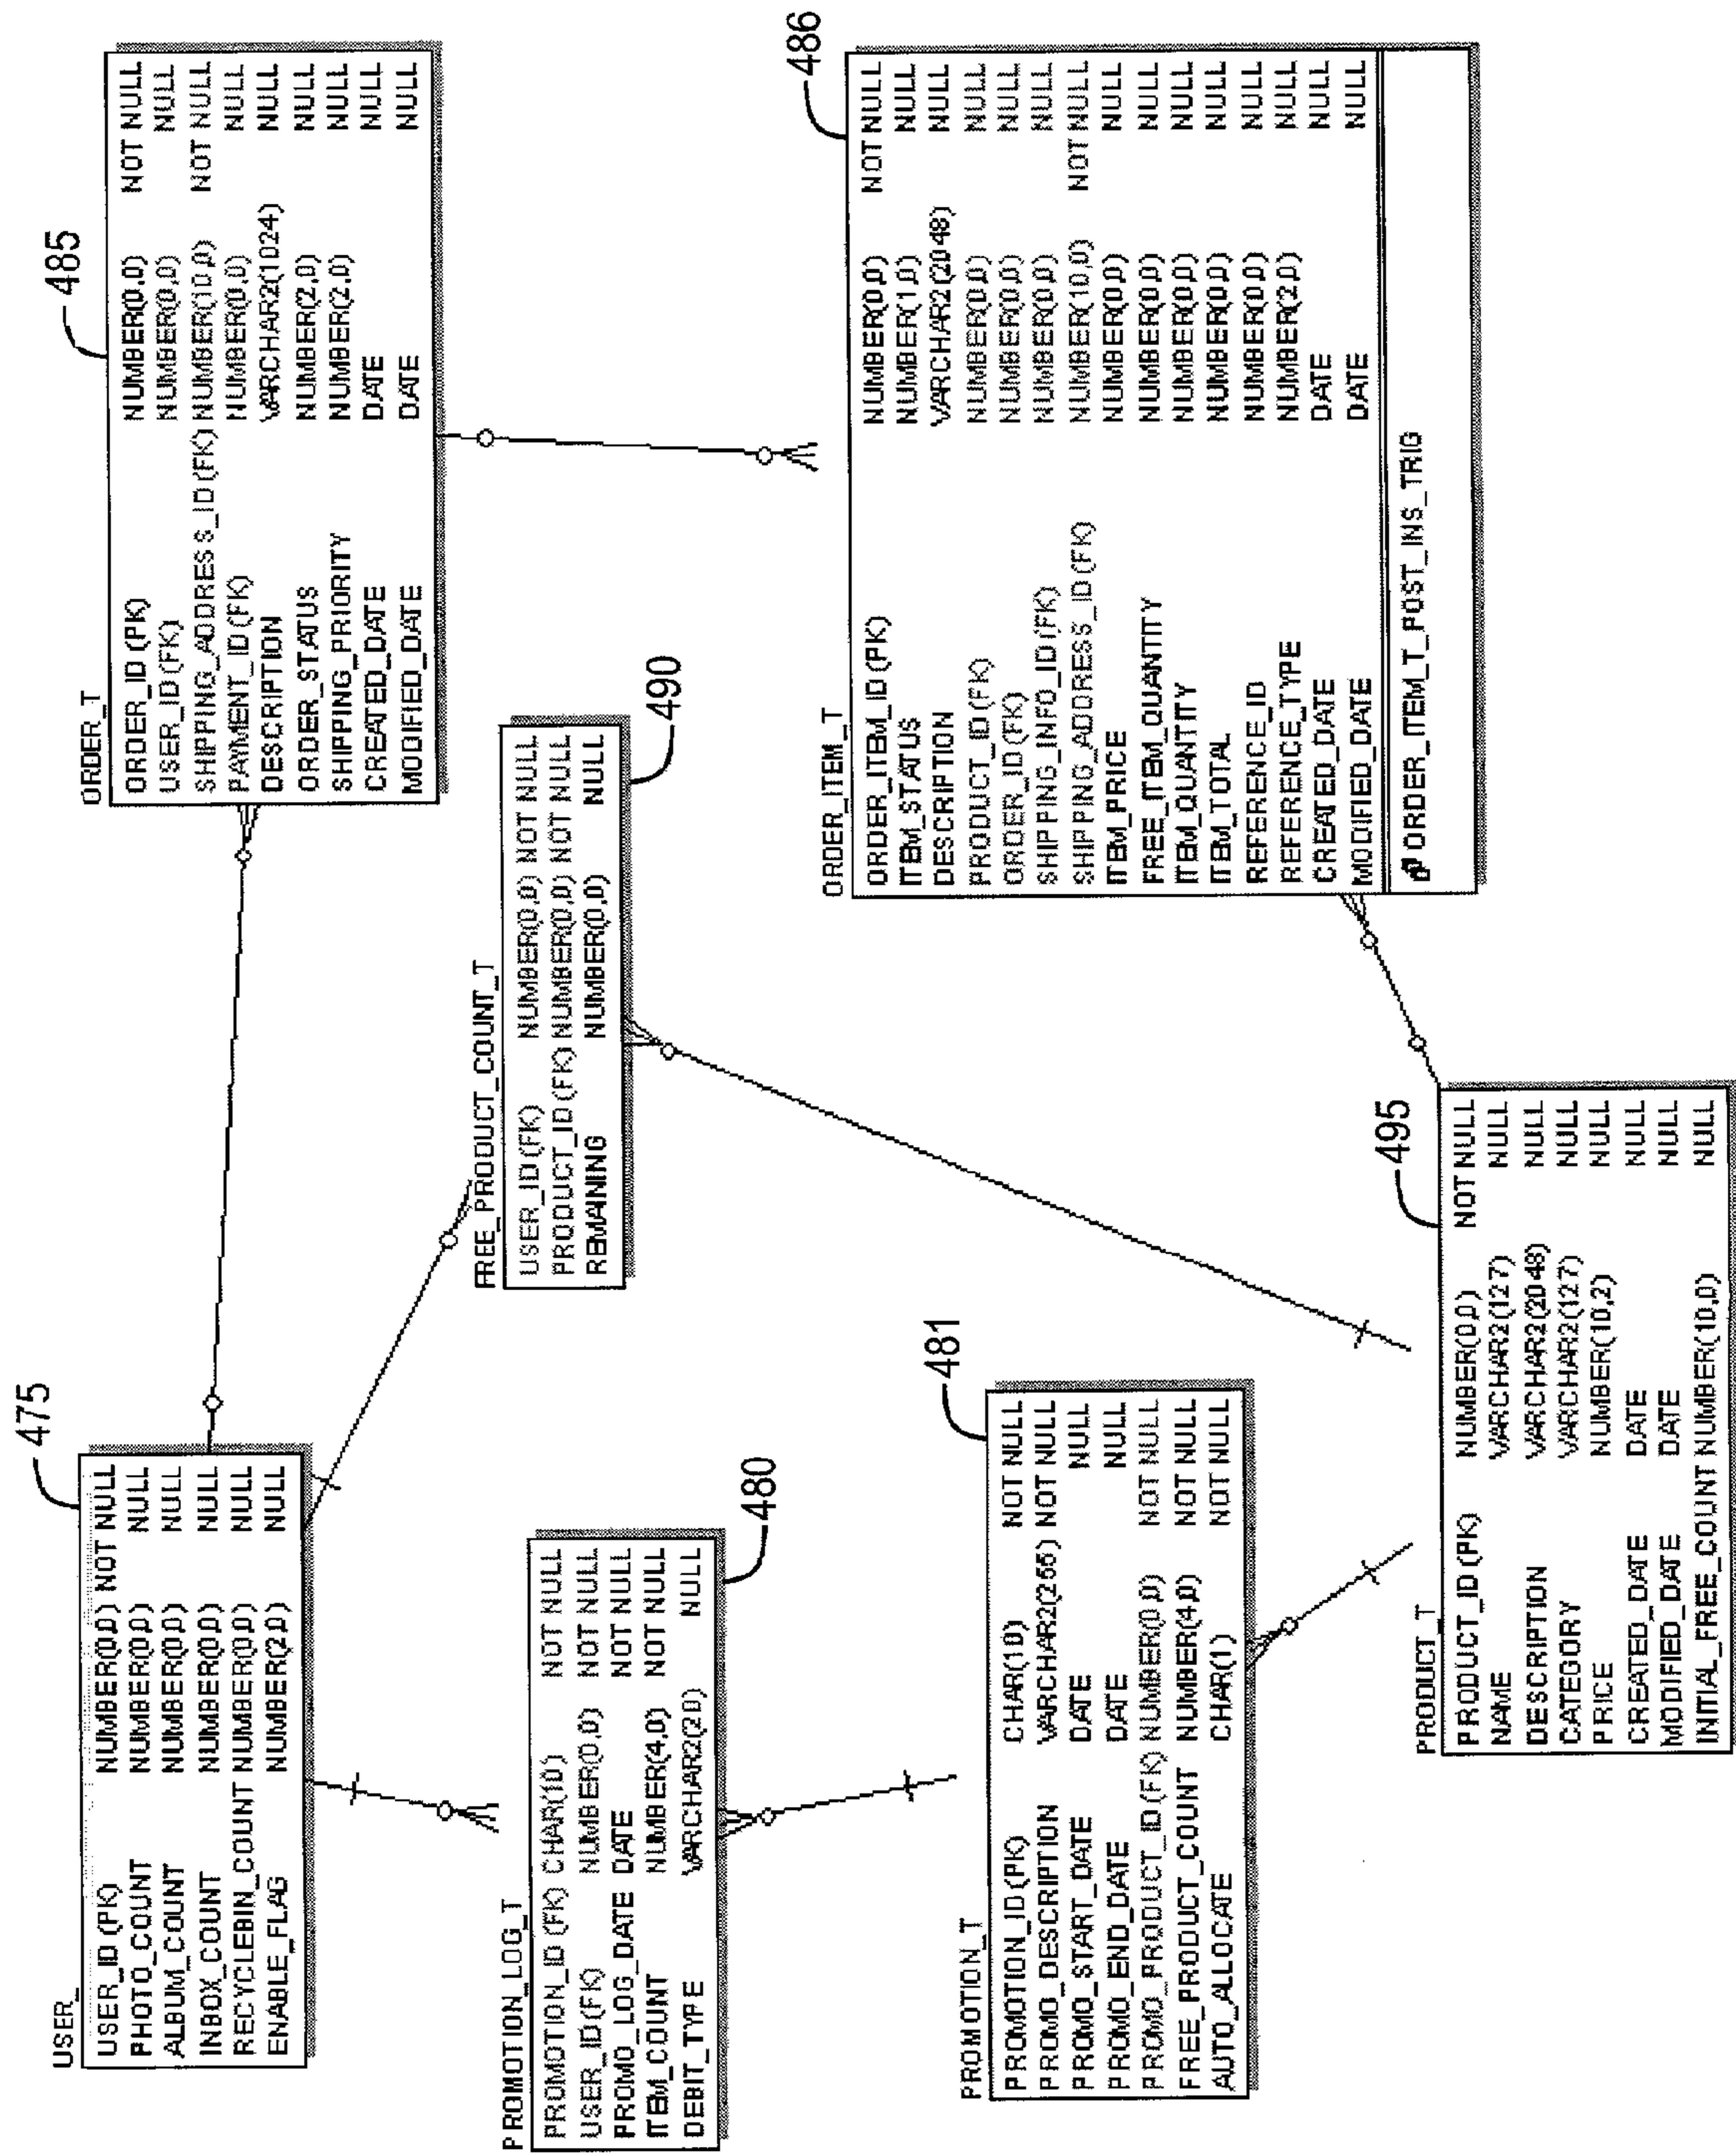 USER_
475
USER_ID(PK) NUMBER(0,0) NOT NULL
PHOTO_COUNT NUMBER(0,0) NULL
ALBUM_COUNT NUMBER(0,0) NULL
INBOX_COUNT NUMBER(0,0) NULL
RECYCLEBIN_COUNT NUMBER(0,0) NULL
ENABLE_FLAG NUMBER(2,0) NULL
ORDER_T
485
ORDER_ID(PK) NUMBER(0,0) NOT NULL
USER_ID(FK) NUMBER(0,0) NULL
SHIPPING_ADDRESS_ID(FK) NUMBER(10,0) NOT NULL
PAYMENT_ID(FK) NUMBER(0,0) NULL
DESCRIPTION VARCHAR2(1024) NULL
ORDER_STATUS NUMBER(2,0) NULL
SHIPPING_PRIORITY NUMBER(2,0) NULL
CREATED_DATE DATE NULL
MODIFIED_DATE DATE NULL
FREE_PRODUCT_COUNT_T
USER_ID(FK) NUMBER(0,0) NOT NULL
PRODUCT_ID(FK) NUMBER(0,0) NOT NULL
REMAINING NUMBER(0,0) NULL
490
PROMOTION_LOG_T
PROMOTION_ID(FK) CHAR(10) NOT NULL
USER_ID(FK) NUMBER(0,0) NOT NULL
PROMO_LOG_DATE DATE NOT NULL
ITEM_COUNT NUMBER(4,0) NOT NULL
DEBIT_TYPE VARCHAR2(20) NULL
480
PROMOTION_T
481
PROMOTION_ID(PK) CHAR(10) NOT NULL
PROMO_DESCRIPTION VARCHAR2(255) NOT NULL
PROMO_START_DATE DATE NULL
PROMO_END_DATE DATE NULL
PROMO_PRODUCT_ID(FK) NUMBER(0,0) NOT NULL
FREE_PRODUCT_COUNT NUMBER(4,0) NOT NULL
AUTO_ALLOCATE CHAR(1) NOT NULL
ORDER_ITEM_T
486
ORDER_ITEM_ID(PK) NUMBER(0,0) NOT NULL
ITEM_STATUS NUMBER(1,0) NULL
DESCRIPTION VARCHAR2(2048) NULL
PRODUCT_ID(FK) NUMBER(0,0) NULL
ORDER_ID(FK) NUMBER(0,0) NULL
SHIPPING_INFO_ID(FK) NUMBER(0,0) NULL
SHIPPING_ADDRESS_ID(FK) NUMBER(10,0) NOT NULL
ITEM_PRICE NUMBER(0,0) NULL
FREE_ITEM_QUANTITY NUMBER(0,0) NULL
ITEM_QUANTITY NUMBER(0,0) NULL
ITEM_TOTAL NUMBER(0,0) NULL
REFERENCE_ID NUMBER(0,0) NULL
REFERENCE_TYPE NUMBER(2,0) NULL
CREATED_DATE DATE NULL
MODIFIED_DATE DATE NULL
ORDER_ITEM_T_POST_INS_TRIG
PRODUCT_T
495
PRODUCT_ID(PK) NUMBER(0,0) NOT NULL
NAME VARCHAR2(127) NULL
DESCRIPTION VARCHAR2(2048) NULL
CATEGORY VARCHAR2(127) NULL
PRICE NUMBER(10,2) NULL
CREATED_DATE DATE NULL
MODIFIED_DATE DATE NULL
INITIAL_FREE_COUNT NUMBER(10,0) NULL